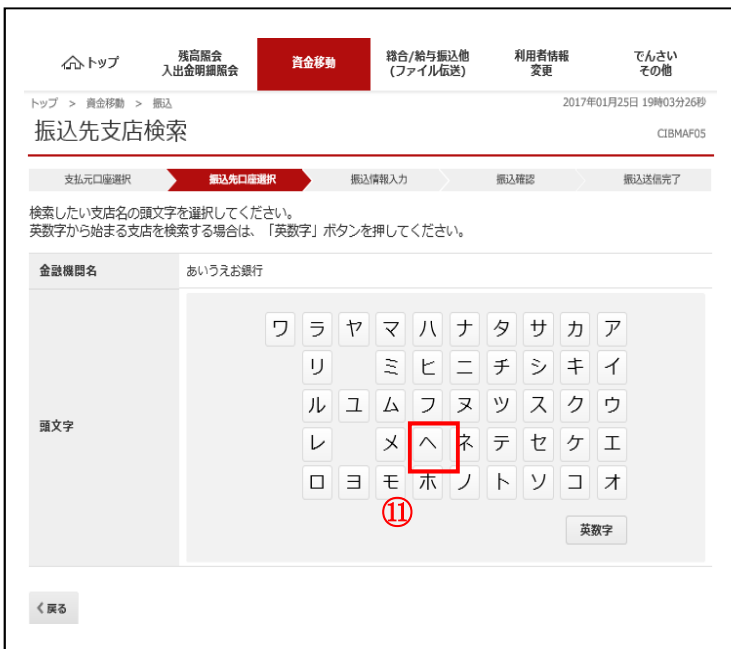 トップ 残高照会 入出金明細照会 資金移動 総合/給与振込他 (ファイル伝送) 利用者情報 変更 でんさい その他
トップ > 資金移動 > 振込 2017年01月25日 19時03分26秒
振込先支店検索 CIBMAF05
支払元口座選択 振込先口座選択 振込情報入力 振込確認 振込送信完了
検索したい支店名の頭文字を選択してください。
英数字から始まる支店を検索する場合は、「英数字」ボタンを押してください。
金融機関名 あいうえお銀行
頭文字
ワ ラ ヤ マ ハ ナ タ サ カ ア
リ ミ ヒ ニ チ シ キ イ
ル ユ ム フ ヌ ツ ス ク ウ
レ メ ヘ ネ テ セ ケ エ
ロ ヨ モ ホ ノ ト ソ コ オ
⑪
英数字
戻る